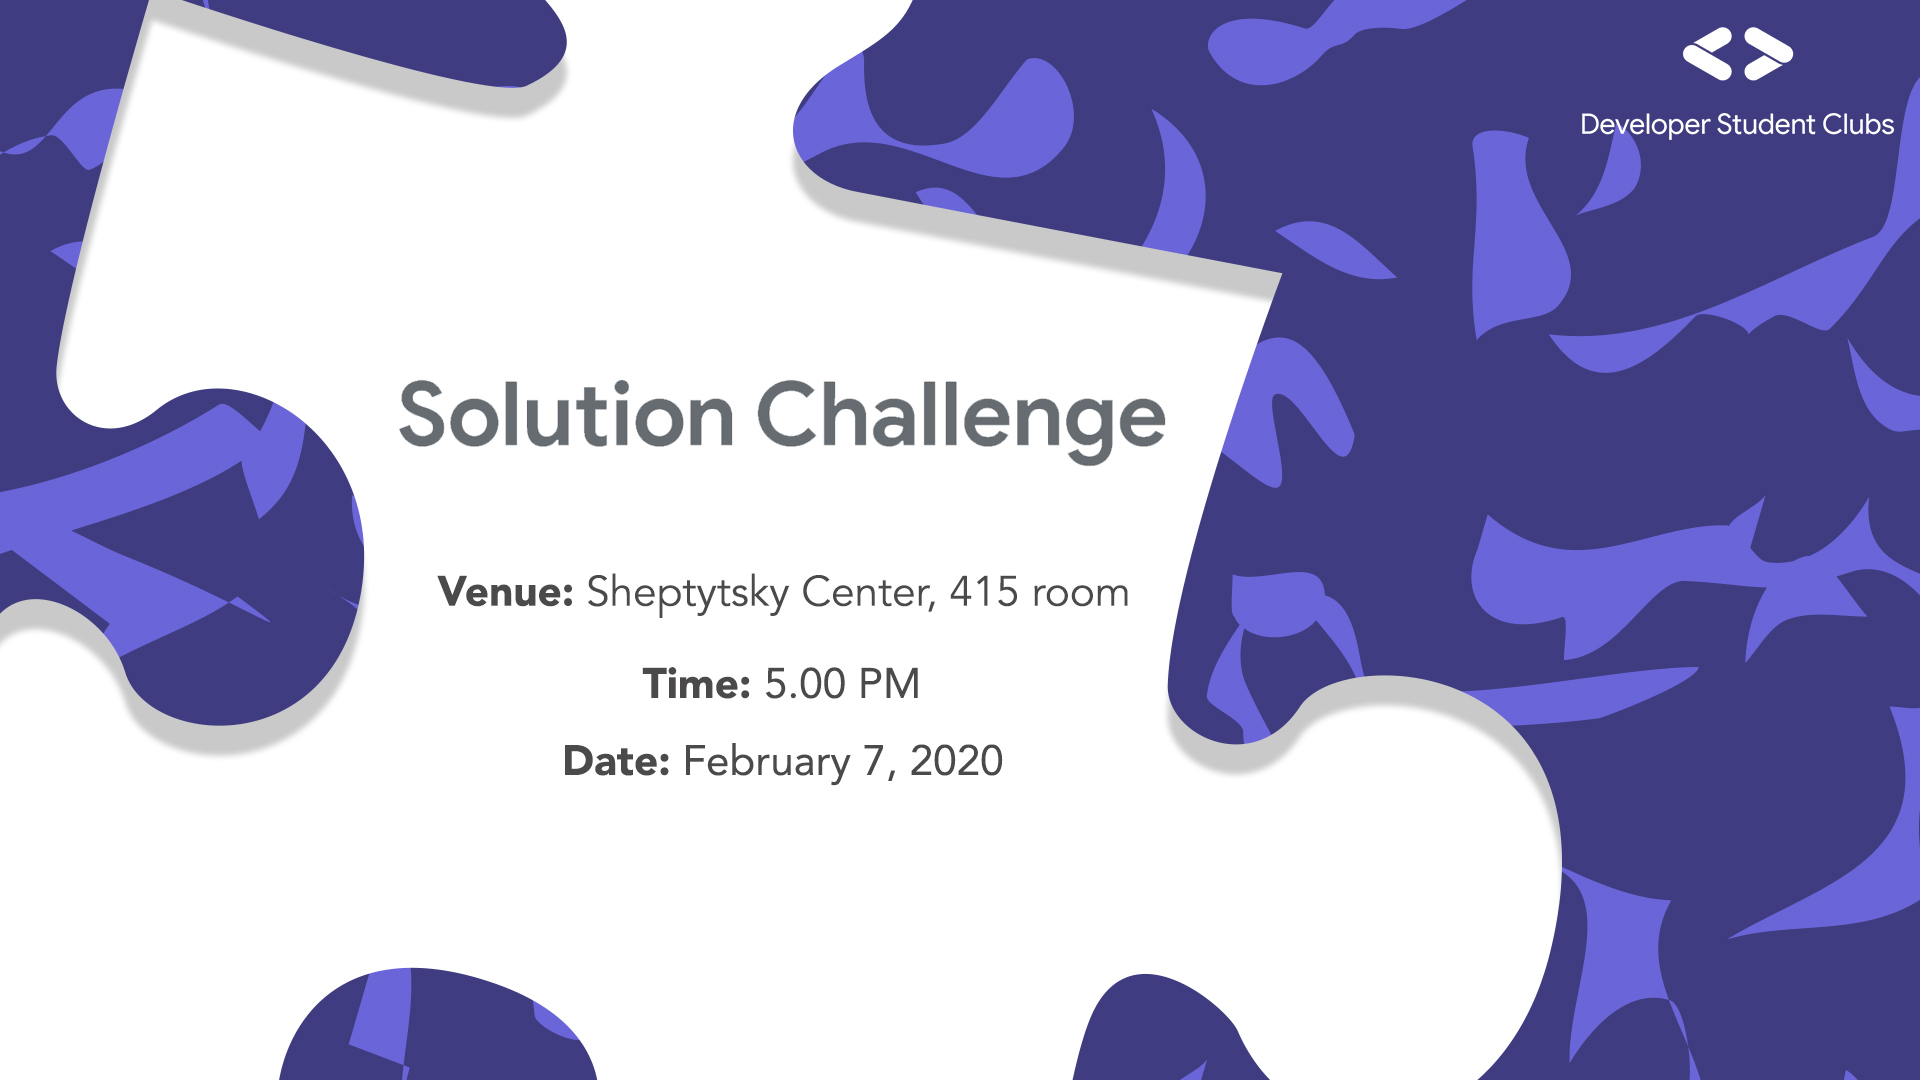 Developer Student Clubs
Solution Challenge
Venue: Sheptytsky Center, 415 room
Time: 5.00 PM
Date: February 7, 2020